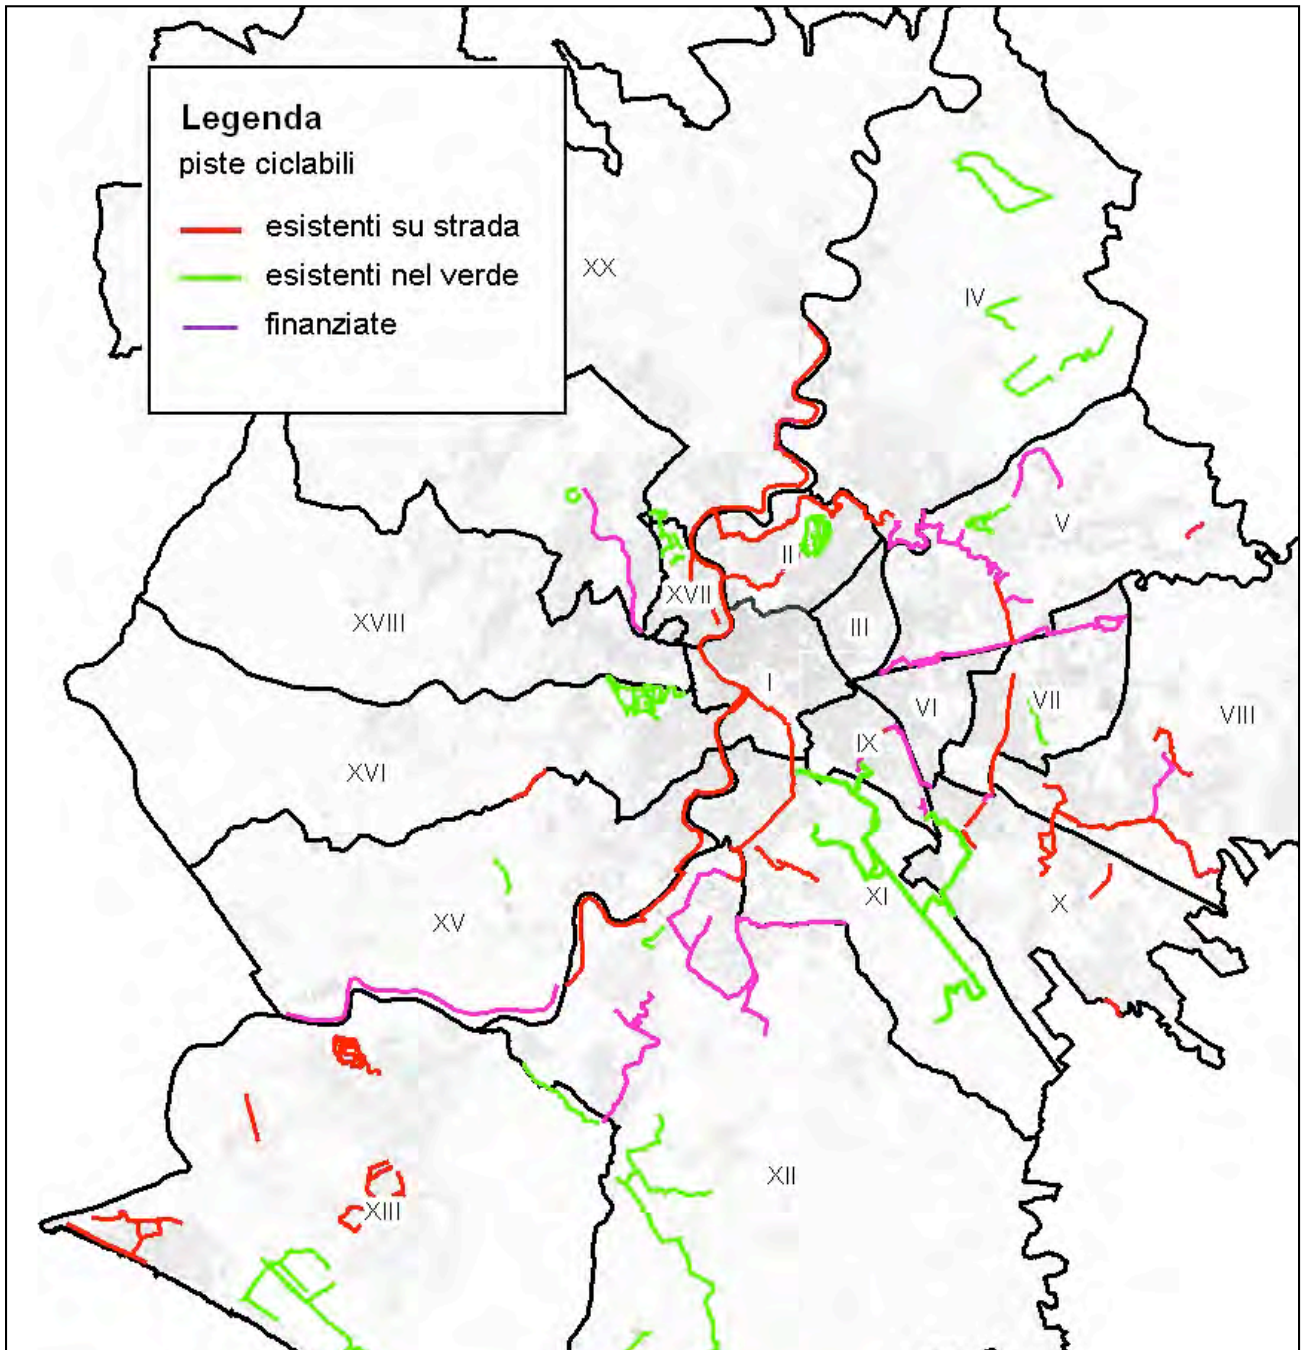 Legenda
piste ciclabili
esistenti su strada
esistenti nel verde
finanziate
XX
IV
V
II
XVII
XVIII
III
I
VI
VII
VIII
IX
XVI
XI
X
XV
XII
XIII